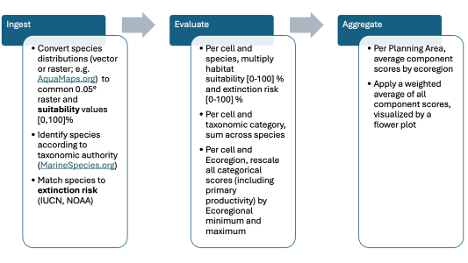 Ingest
• Convert species
distributions (vector
or raster; e.g.
AquaMaps.org) to
common 0.05°
raster and
suitability values
[0,100]%
• Identify species
according to
taxonomic authority
(MarineSpecies.org)
• Match species to
extinction risk
(IUCN, NOAA)
Evaluate
• Per cell and
species, multiply
habitat
suitability [0-100] %
and extinction risk
[0-100] %
• Per cell and
taxonomic category,
sum across species
• Per cell and
Ecoregion, rescale
all categorical
scores (including
primary
productivity) by
Ecoregional
minimum and
maximum
Aggregate
• Per Planning Area,
average component
scores by ecoregion
• Apply a weighted
average of all
component scores,
visualized by a
flower plot